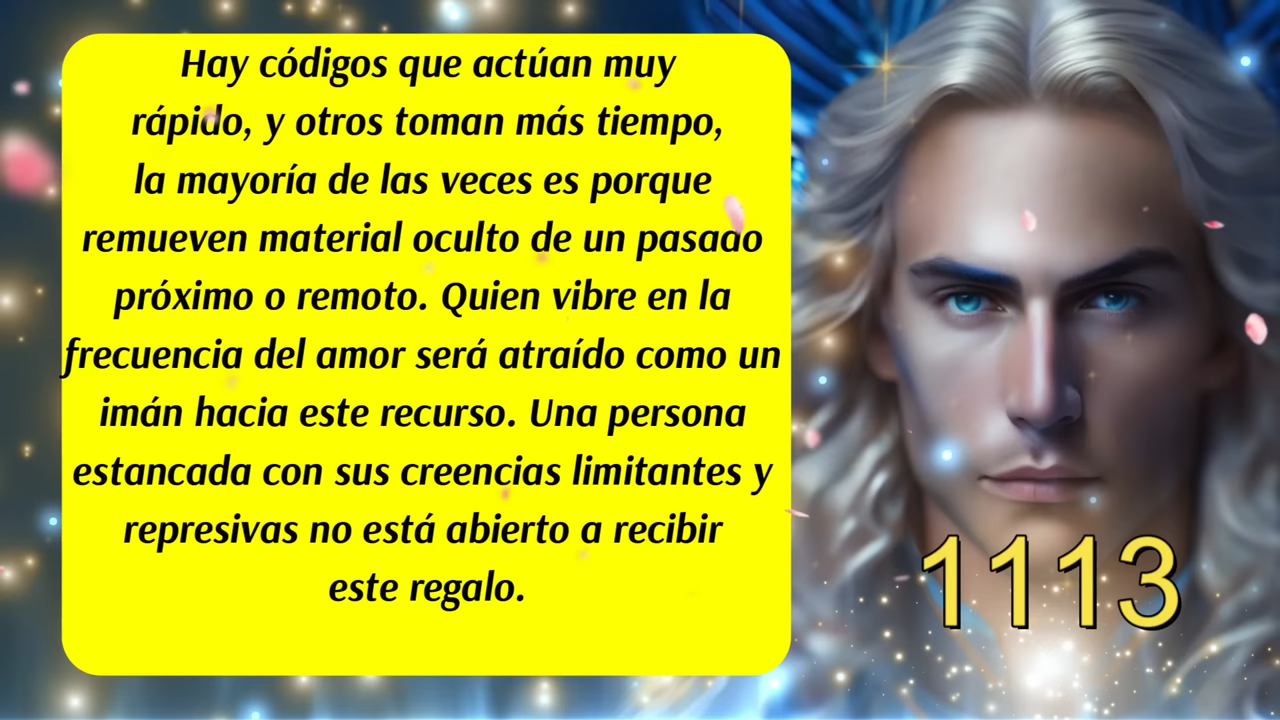 Hay códigos que actúan muy
rápido, y otros toman más tiempo,
la mayoría de las veces es porque
remueven material oculto de un pasado
próximo o remoto. Quien vibre en la
frecuencia del amor será atraído como un
imán hacia este recurso. Una persona
estancada con sus creencias limitantes y
represivas no está abierto a recibir
este regalo.
1113